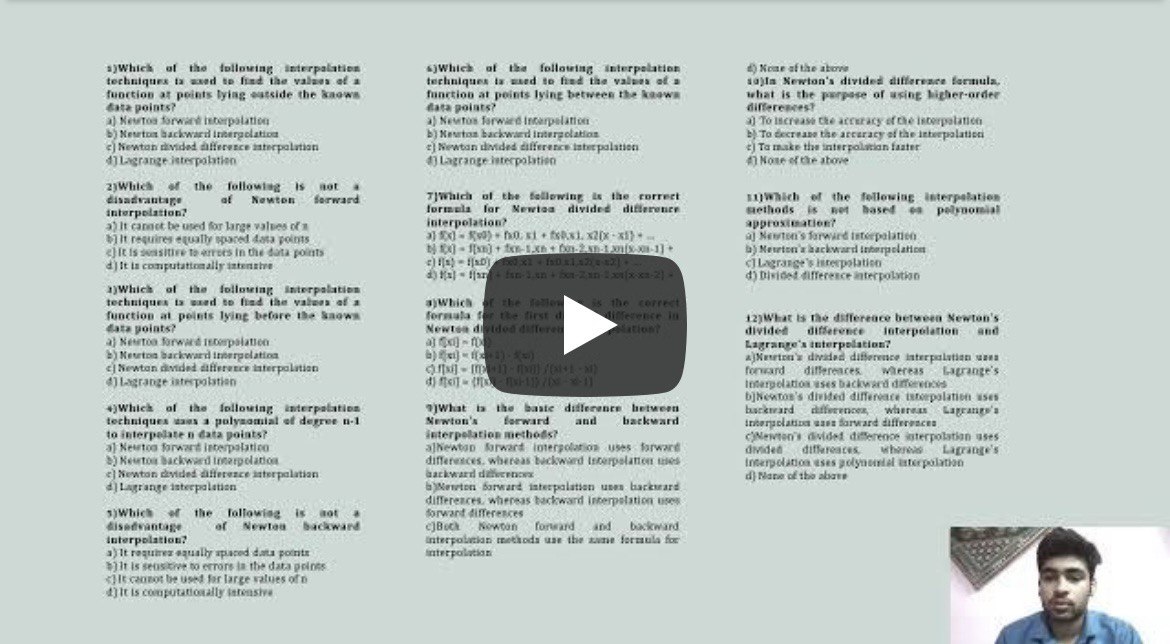 1)Which of the following interpolation
techniques is used to find the values of a
function at points lying outside the known
data points?
a) Newton forward interpolation
b) Newton backward interpolation
c) Newton divided difference interpolation
d) Lagrange interpolation
2)Which of the following is not a
disadvantage of Newton forward
interpolation?
a) It cannot be used for large values of n
b) It requires equally spaced data points
c) It is sensitive to errors in the data points
d) It is computationally intensive
3)Which of the following interpolation
techniques is used to find the values of a
function at points lying before the known
data points?
a) Newton forward interpolation
b) Newton backward interpolation
c) Newton divided difference interpolation
d) Lagrange interpolation
4)Which of the following interpolation
techniques uses a polynomial of degree n-1
to interpolate n data points?
a) Newton forward interpolation
b) Newton backward interpolation
c) Newton divided difference interpolation
d) Lagrange interpolation
5)Which of the following is not a
disadvantage of Newton backward
interpolation?
a) It requires equally spaced data points
b) It is sensitive to errors in the data points
c) It cannot be used for large values of n
d) It is computationally intensive
6)Which of the following interpolation
techniques is used to find the values of a
function at points lying between the known
data points?
a) Newton forward interpolation
b) Newton backward interpolation
c) Newton divided difference interpolation
d) Lagrange interpolation
7)Which of the following is the correct
formula for Newton divided difference
interpolation?
a) f(x) = f(x0) + fx0, x1 + fx0,x1, x2(x - x1) + ...
b) f(x) = f(xn) + fxn-1,xn + fxn-2,xn-1,xn(x-xn-1) +
c) f(x) = f(x0) + fx0,x1 + fx0,x1,x2(x-x2) + ...
d) f(x) = f(xn) + fxn-1,xn + fxn-2,xn-1,xn(x-xn-2) +
8)Which of the following is the correct
formula for the first divided difference in
Newton divided difference interpolation?
a) f[xi] = f(xi)
b) f[xi] = f(xi+1) - f(xi)
c) f[xi] = (f(xi+1) - f(xi)) / (xi+1 - xi)
d) f[xi] = (f(xi) - f(xi-1)) / (xi - xi-1)
9)What is the basic difference between
Newton's forward and backward
interpolation methods?
a)Newton forward interpolation uses forward
differences, whereas backward interpolation uses
backward differences
b)Newton forward interpolation uses backward
differences, whereas backward interpolation uses
forward differences
c)Both Newton forward and backward
interpolation methods use the same formula for
interpolation
d) None of the above
10)In Newton's divided difference formula,
what is the purpose of using higher-order
differences?
a) To increase the accuracy of the interpolation
b) To decrease the accuracy of the interpolation
c) To make the interpolation faster
d) None of the above
11)Which of the following interpolation
methods is not based on polynomial
approximation?
a) Newton's forward interpolation
b) Newton's backward interpolation
c) Lagrange's interpolation
d) Divided difference interpolation
12)What is the difference between Newton's
divided difference interpolation and
Lagrange's interpolation?
a)Newton's divided difference interpolation uses
forward differences, whereas Lagrange's
interpolation uses backward differences
b)Newton's divided difference interpolation uses
backward differences, whereas Lagrange's
interpolation uses forward differences
c)Newton's divided difference interpolation uses
divided differences, whereas Lagrange's
interpolation uses polynomial interpolation
d) None of the above